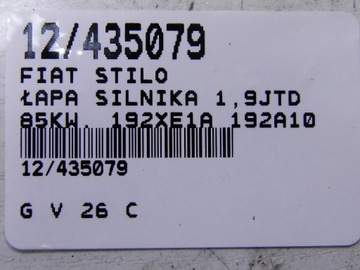 12/435079
FIAT STILO
ŁAPA SILNIKA 1,9JTD
85KW. 192XE1A 192A10
12/435079
G V 26 C